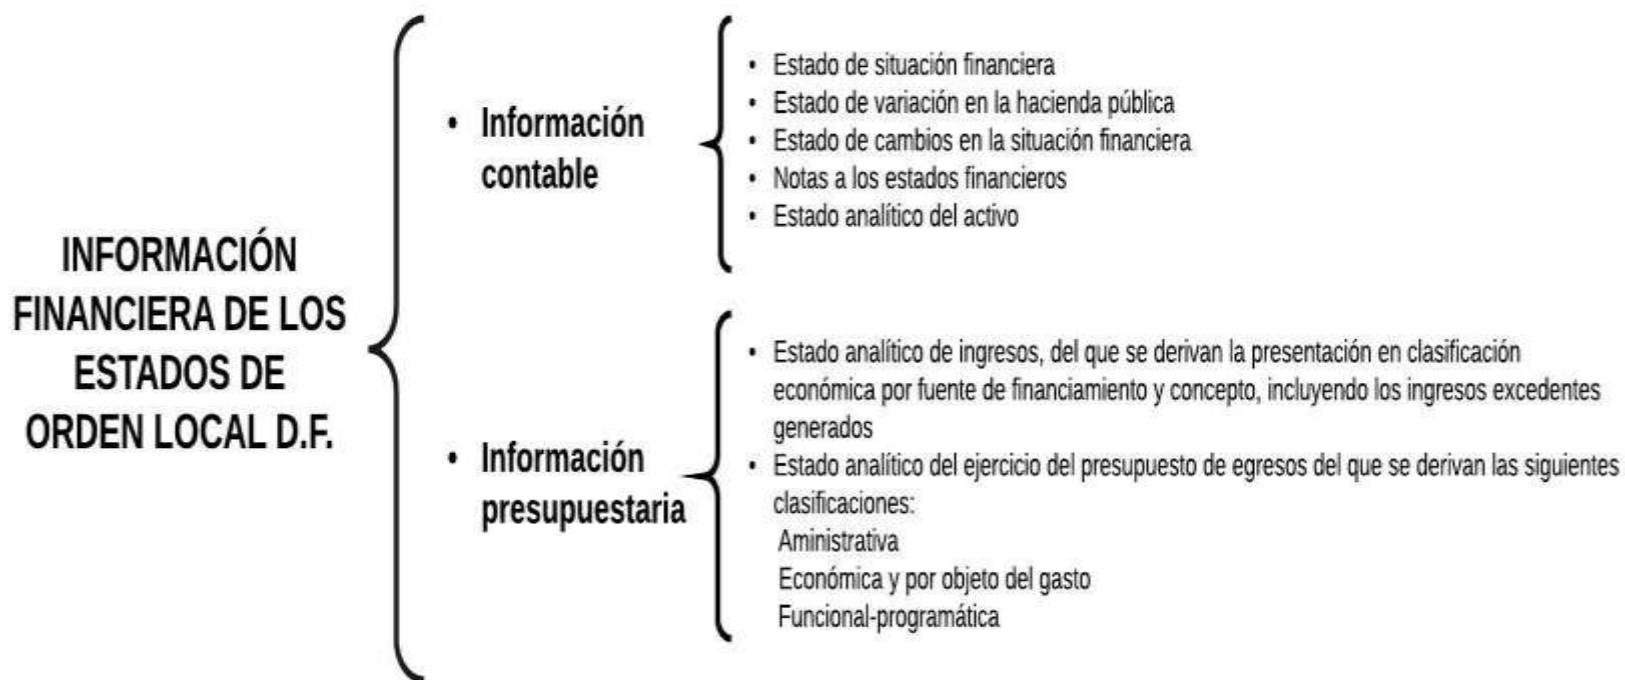 INFORMACIÓN
FINANCIERA DE LOS
ESTADOS DE
ORDEN LOCAL D.F.
• Información
contable
• Estado de situación financiera
• Estado de variación en la hacienda pública
• Estado de cambios en la situación financiera
• Notas a los estados financieros
• Estado analítico del activo
• Información
presupuestaria
• Estado analítico de ingresos, del que se derivan la presentación en clasificación
económica por fuente de financiamiento y concepto, incluyendo los ingresos excedentes
generados
• Estado analítico del ejercicio del presupuesto de egresos del que se derivan las siguientes
clasificaciones:
Aministrativa
Económica y por objeto del gasto
Funcional-programática